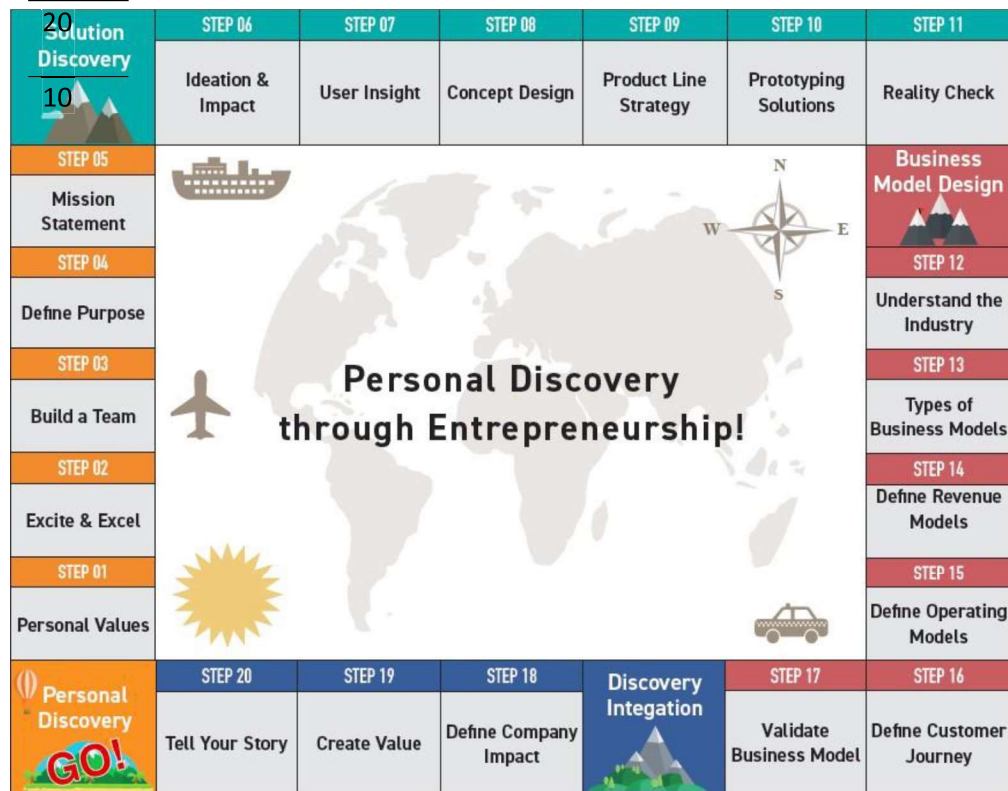 20
Solution
Discovery
10
STEP 06
Ideation &
Impact
STEP 07
User Insight
STEP 08
Concept Design
STEP 09
Product Line
Strategy
STEP 10
Prototyping
Solutions
STEP 11
Reality Check
STEP 05
Mission
Statement
STEP 04
Define Purpose
STEP 03
Build a Team
STEP 02
Excite & Excel
STEP 01
Personal Values
N
W
E
S
Personal Discovery
through Entrepreneurship!
Business
Model Design
STEP 12
Understand the
Industry
STEP 13
Types of
Business Models
STEP 14
Define Revenue
Models
STEP 15
Define Operating
Models
Personal
Discovery
GO!
STEP 20
Tell Your Story
STEP 19
Create Value
STEP 18
Define Company
Impact
Discovery
Integation
STEP 17
Validate
Business Model
STEP 16
Define Customer
Journey